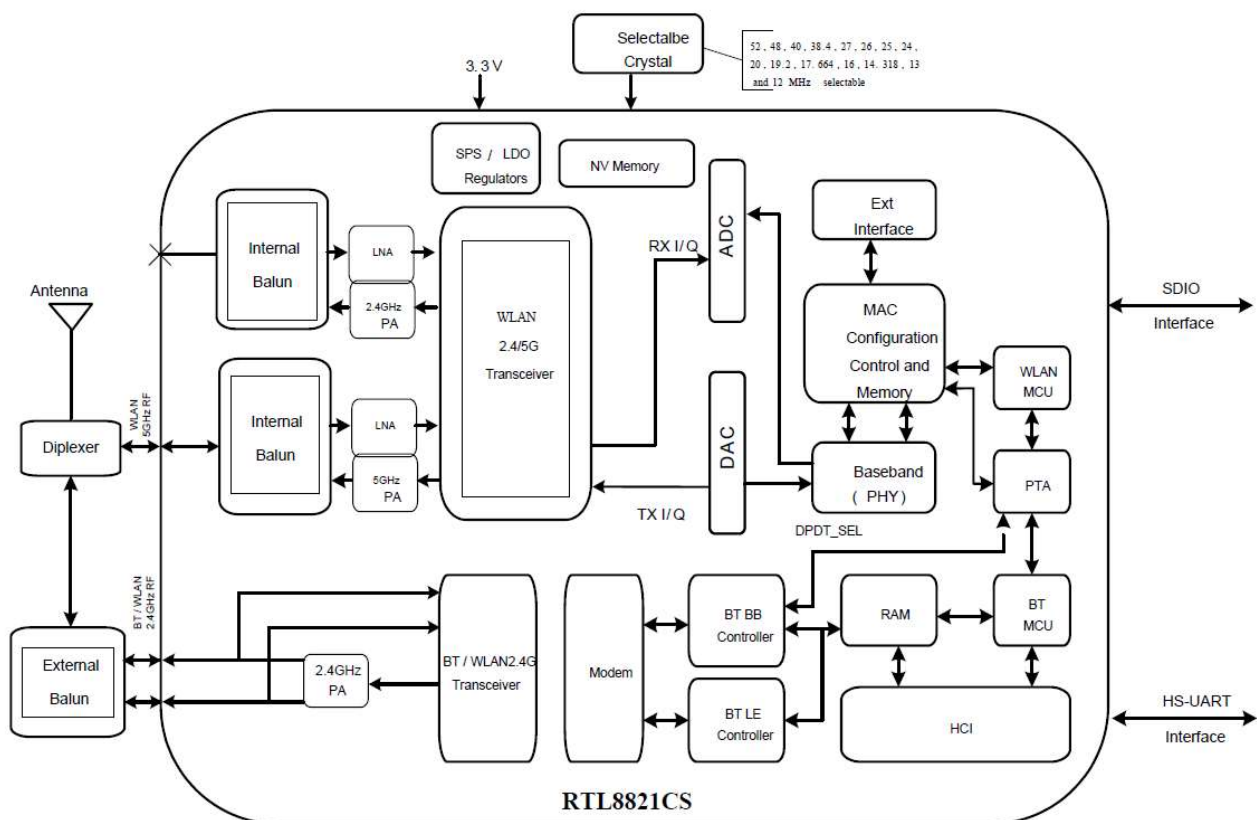 Selectalbe
Crystal
52 , 48 , 40 , 38.4 , 27 , 26 , 25 , 24 ,
20 , 19.2 , 17. 664 , 16 , 14. 318 , 13
and 12 MHz selectable
3. 3 V
SPS / LDO
Regulators
NV Memory
Internal
Balun
LNA
2.4GHz
PA
WLAN
2.4/5G
Transceiver
RX I/ Q
ADC
Ext
Interface
Antenna
MAC
Configuration
Control and
Memory
SDIO
Interface
WLAN
MCU
Diplexer
WLAN
5GHz RF
Internal
Balun
LNA
5GHz
PA
DAC
TX I/ Q
Baseband
( PHY )
PTA
DPDT_SEL
BT / WLAN
2.4GHz RF
External
Balun
2.4GHz
PA
BT / WLAN2.4G
Transceiver
Modem
BT BB
Controller
BT LE
Controller
RAM
BT
MCU
HCI
HS-UART
Interface
RTL8821CS